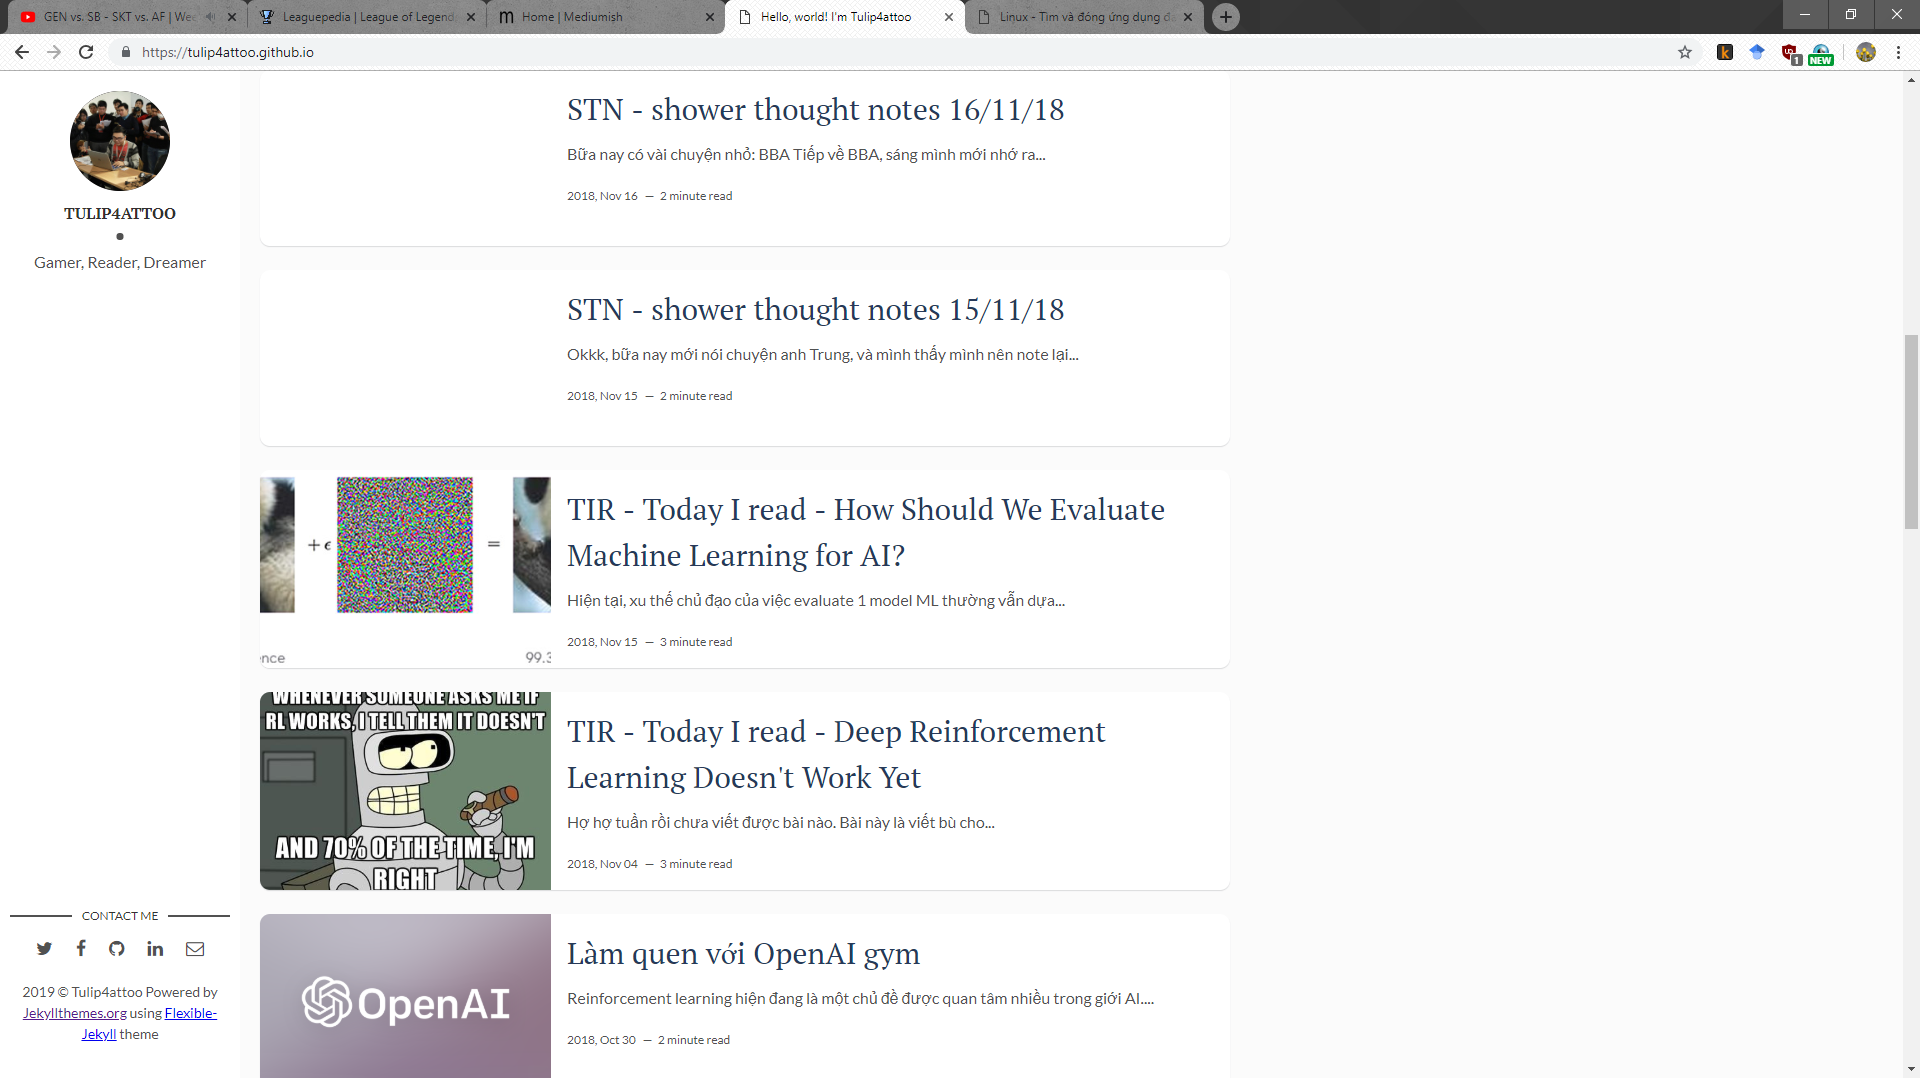 GEN vs. SB - SKT vs. AF | Wee
Leaguepedia | League of Legend
Home | Mediumish
Hello, world! I'm Tulip4attoo
Linux - Tìm và đóng ứng dụng đ
https://tulip4attoo.github.io
1
NEW
TULIP4ATTOO
Gamer, Reader, Dreamer
STN - shower thought notes 16/11/18
Bữa nay có vài chuyện nhỏ: BBA Tiếp về BBA, sáng mình mới nhớ ra...
2018, Nov 16 — 2 minute read
STN - shower thought notes 15/11/18
Okkk, bữa nay mới nói chuyện anh Trung, và mình thấy mình nên note lại...
2018, Nov 15 — 2 minute read
+ ϵ =
ence 99.3
TIR - Today I read - How Should We Evaluate
Machine Learning for AI?
Hiện tại, xu thế chủ đạo của việc evaluate 1 model ML thường vẫn dựa...
2018, Nov 15 — 3 minute read
WHENEVER SOMEONE ASKS ME IF
RL WORKS, I TELL THEM IT DOESN'T
AND 70% OF THE TIME, I'M
RIGHT
TIR - Today I read - Deep Reinforcement
Learning Doesn't Work Yet
Hợ hợ tuần rồi chưa viết được bài nào. Bài này là viết bù cho...
2018, Nov 04 — 3 minute read
OpenAI
Làm quen với OpenAI gym
Reinforcement learning hiện đang là một chủ đề được quan tâm nhiều trong giới AI....
2018, Oct 30 — 2 minute read
CONTACT ME
2019 © Tulip4attoo Powered by
Jekyllthemes.org using Flexible-
Jekyll theme